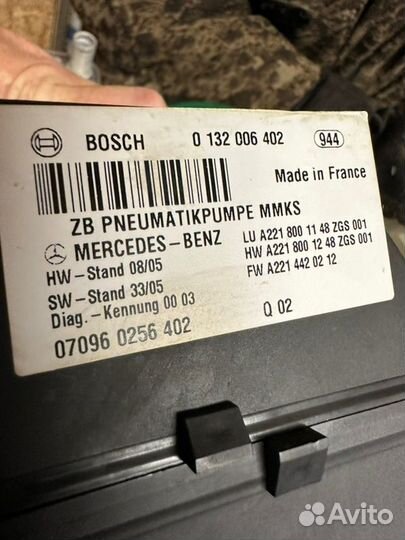 BOSCH 0 132 006 402 944
Made in France
ZB PNEUMATIKPUMPE MMKS
MERCEDES-BENZ
LU A221 800 11 48 ZGS 001
HW A221 800 12 48 ZGS 001
FW A221 442 02 12
HW-Stand 08/05
SW-Stand 33/05
Diag.-Kennung 00 03
07096 0256 402
Q 02
Avito